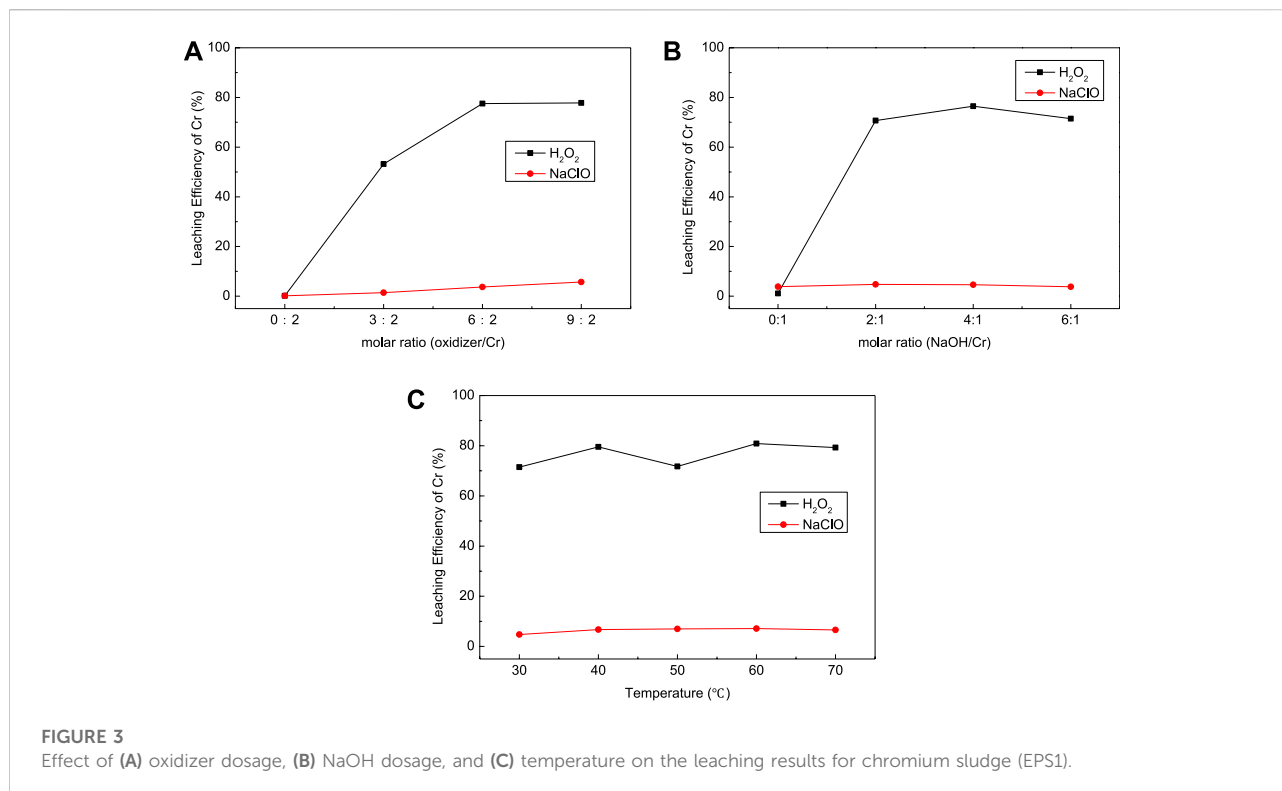 A
100
80
60
40
20
0
Leaching Efficiency of Cr (%)
H₂O₂
NaClO
0 : 2 3 : 2 6 : 2 9 : 2
molar ratio (oxidizer/Cr)
B
100
80
60
40
20
0
Leaching Efficiency of Cr (%)
H₂O₂
NaClO
0:1 2:1 4:1 6:1
molar ratio (NaOH/Cr)
C
100
80
60
40
20
0
Leaching Efficiency of Cr (%)
H₂O₂
NaClO
30 40 50 60 70
Temperature (℃)
FIGURE 3
Effect of (A) oxidizer dosage, (B) NaOH dosage, and (C) temperature on the leaching results for chromium sludge (EPS1).